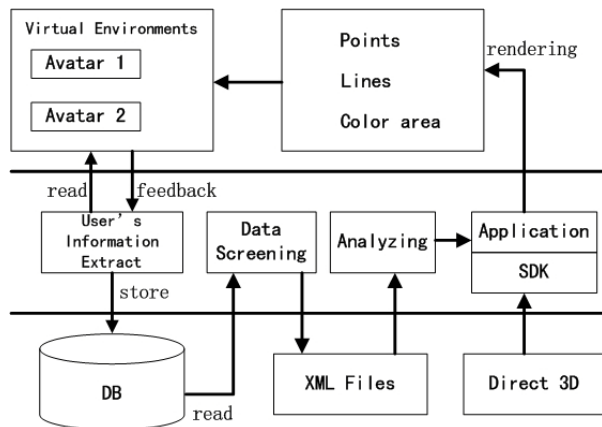 Virtual Environments
Avatar 1
Avatar 2
Points
Lines
Color area
rendering
read
feedback
User's
Information
Extract
Data
Screening
Analyzing
Application
SDK
store
DB
read
XML Files
Direct 3D